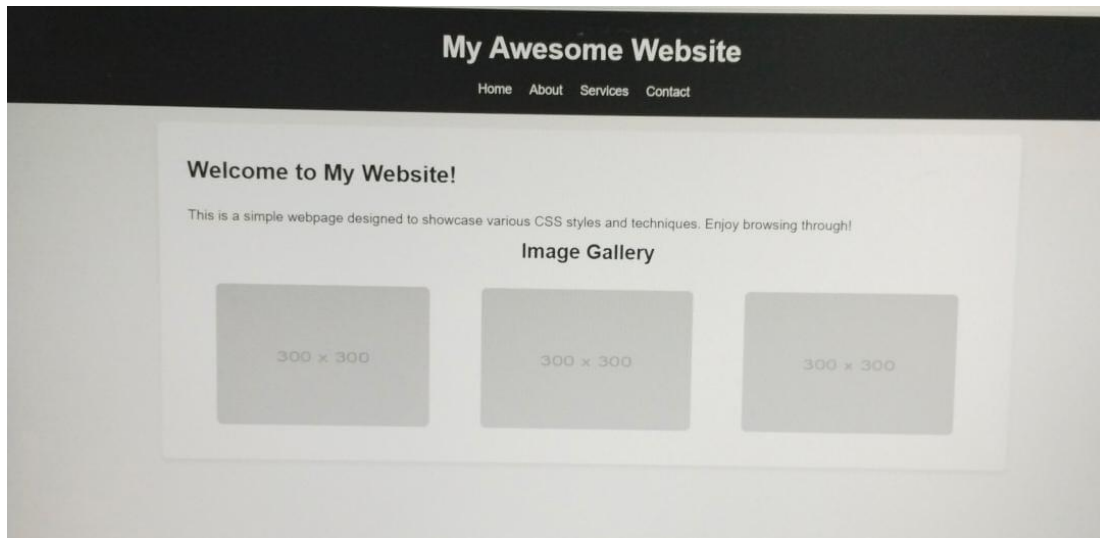 My Awesome Website
Home About Services Contact
Welcome to My Website!
This is a simple webpage designed to showcase various CSS styles and techniques. Enjoy browsing through!
Image Gallery
300 × 300 300 × 300 300 × 300